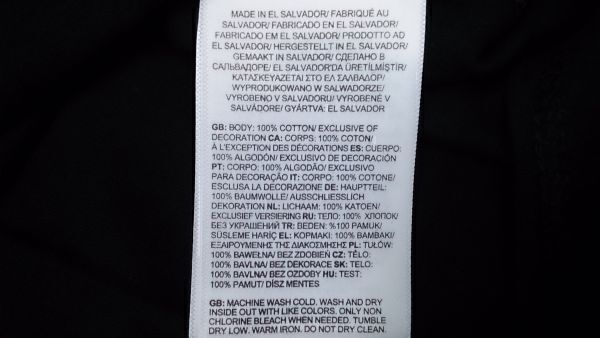 MADE IN EL SALVADOR/ FABRIQUÉ AU
SALVADOR/ FABRICADO EN EL SALVADOR/
FABRICADO EM EL SALVADOR/ PRODOTTO AD
EL SALVADOR/ HERGESTELLT IN EL SALVADOR/
GEMAAKT IN SALVADOR/ СДЕЛАНО В
САЛЬВАДОРЕ/ EL SALVADOR'DA ÜRETİLMİŞTİR/
ΚΑΤΑΣΚΕΥΑΖΕΤΑΙ ΣΤΟ ΕΛ ΣΑΛΒΑΔΟΡ/
WYPRODUKOWANO W SALWADORZE/
VYROBENO V SALVADORU/ VYROBENÉ V
SALVÁDORE/ GYÁRTVA: EL SALVADOR
GB: BODY: 100% COTTON/ EXCLUSIVE OF
DECORATION CA: CORPS: 100% COTON/
À L'EXCEPTION DES DÉCORATIONS ES: CUERPO:
100% ALGODÓN/ EXCLUSIVO DE DECORACIÓN
PT: CORPO: 100% ALGODÃO/ EXCLUSIVO
PARA DECORAÇÃO IT: CORPO: 100% COTONE/
ESCLUSA LA DECORAZIONE DE: HAUPTTEIL:
100% BAUMWOLLE/ AUSSCHLIESSLICH
DEKORATION NL: LICHAAM: 100% KATOEN/
EXCLUSIEF VERSIERING RU: ТЕЛО: 100% ХЛОПОК/
БЕЗ УКРАШЕНИЙ TR: BEDEN: %100 PAMUK/
SÜSLEME HARİÇ EL: ΚΟΡΜΑΚΙ: 100% ΒΑΜΒΑΚΙ/
ΕΞΑΙΡΟΥΜΕΝΗΣ ΤΗΣ ΔΙΑΚΟΣΜΗΣΗΣ PL: TUŁÓW:
100% BAWEŁNA/ BEZ ZDOBIEŃ CZ: TĚLO:
100% BAVLNA/ BEZ DEKORACE SK: TELO:
100% BAVLNA/ BEZ OZDOBY HU: TEST:
100% PAMUT/ DÍSZ MENTES
GB: MACHINE WASH COLD. WASH AND DRY
INSIDE OUT WITH LIKE COLORS. ONLY NON
CHLORINE BLEACH WHEN NEEDED. TUMBLE
DRY LOW. WARM IRON. DO NOT DRY CLEAN.